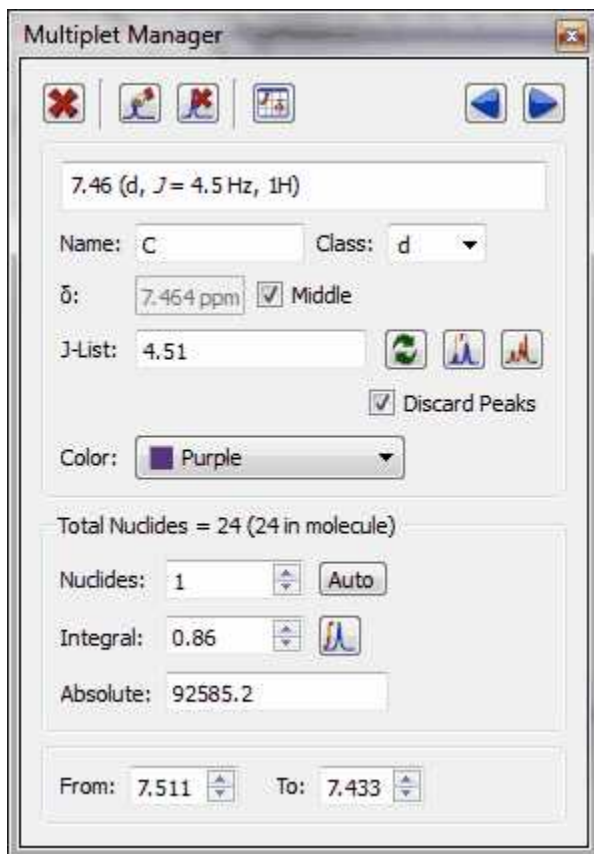 Multiplet Manager
7.46 (d, J = 4.5 Hz, 1H)
Name: C Class: d
δ: 7.464 ppm Middle
J-List: 4.51
Discard Peaks
Color: Purple
Total Nuclides = 24 (24 in molecule)
Nuclides: 1 Auto
Integral: 0.86
Absolute: 92585.2
From: 7.511 To: 7.433